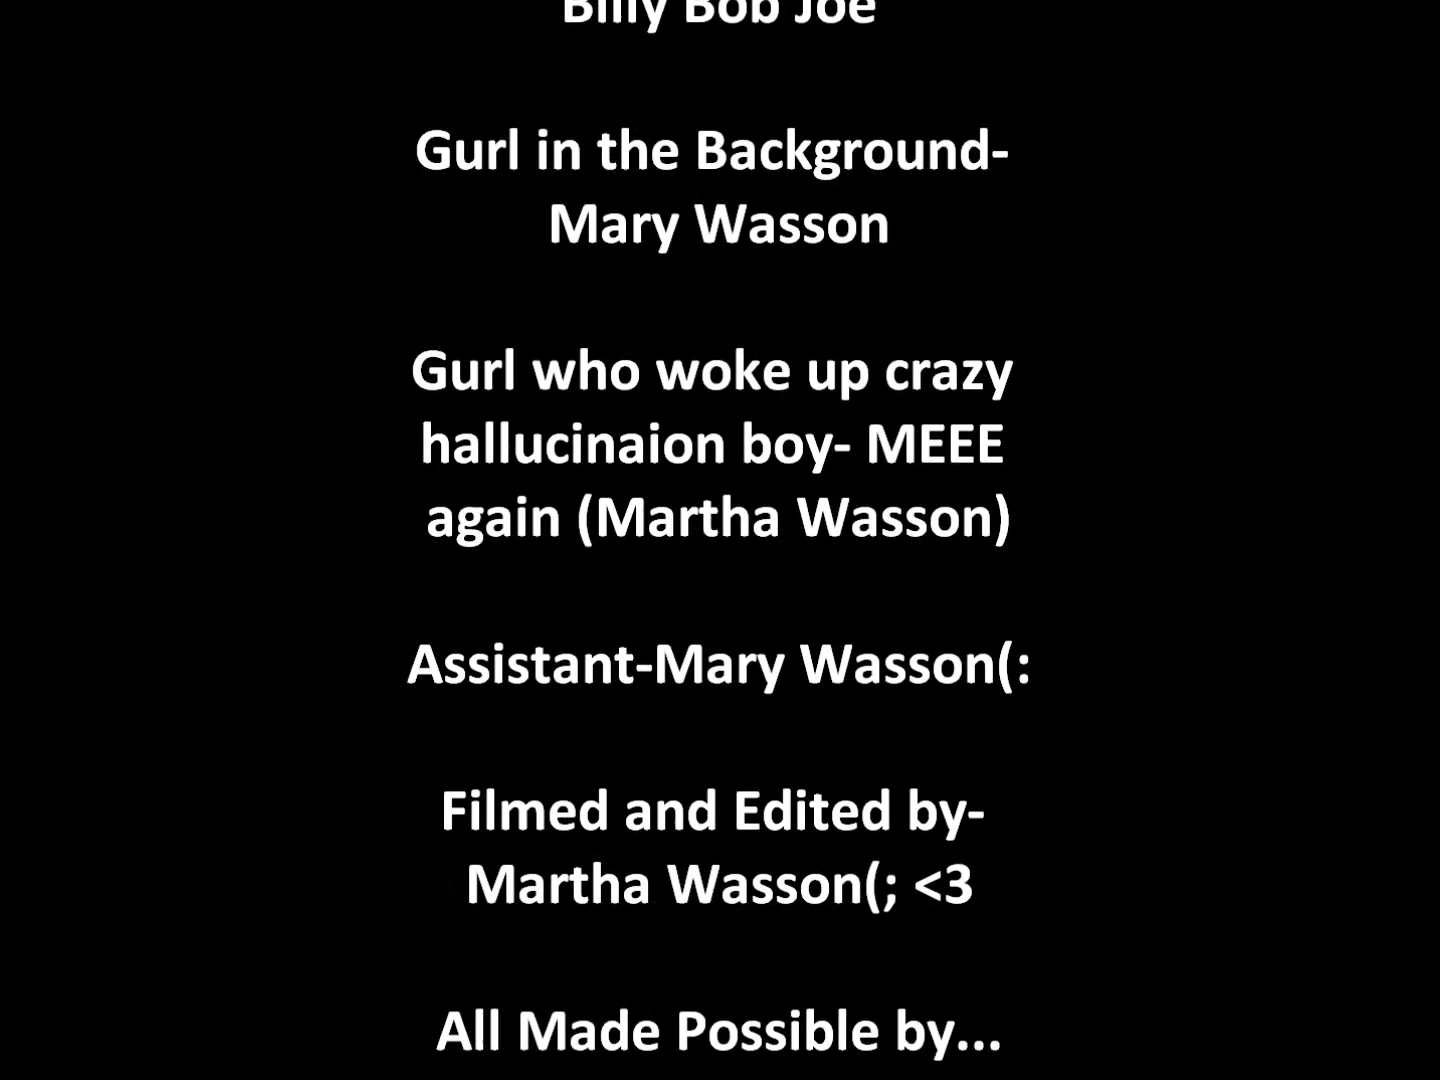 Billy Bob Joe
Gurl in the Background-
Mary Wasson
Gurl who woke up crazy
hallucinaion boy- MEEE
again (Martha Wasson)
Assistant-Mary Wasson(:
Filmed and Edited by-
Martha Wasson(; <3
All Made Possible by...